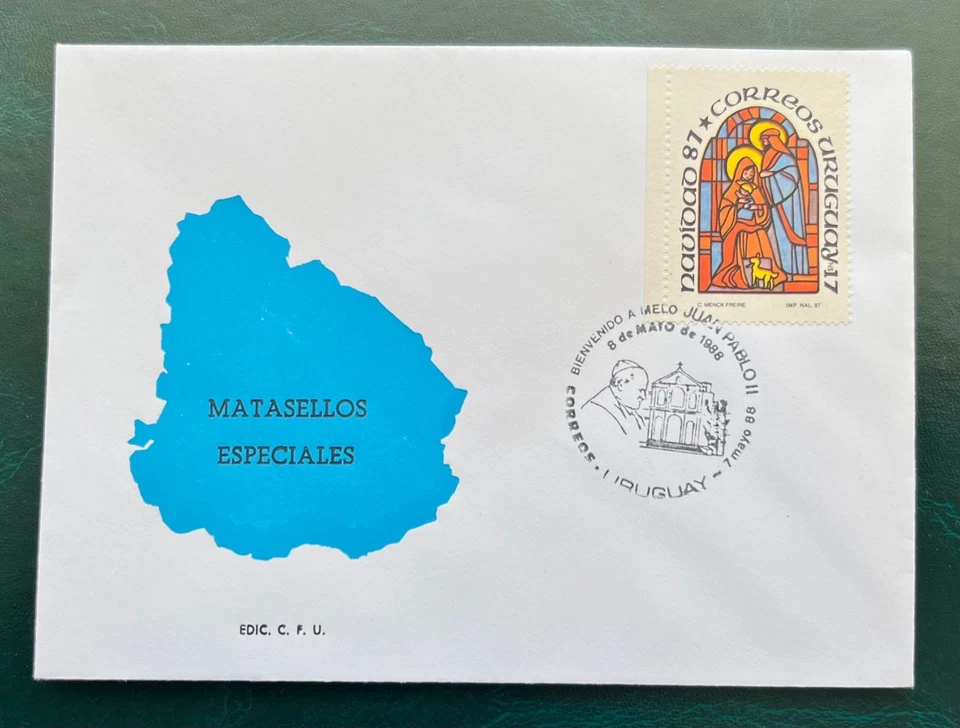 NAVIDAD 87 ★ CORREOS URUGUAY N$ 17
C. MENCK FREIRE
IMP. NAL. 87
BIENVENIDO A MELO JUAN PABLO II
8 de MAYO de 1988
CORREOS · URUGUAY ~ 7 mayo 88
MATASELLOS
ESPECIALES
EDIC. C. F. U.